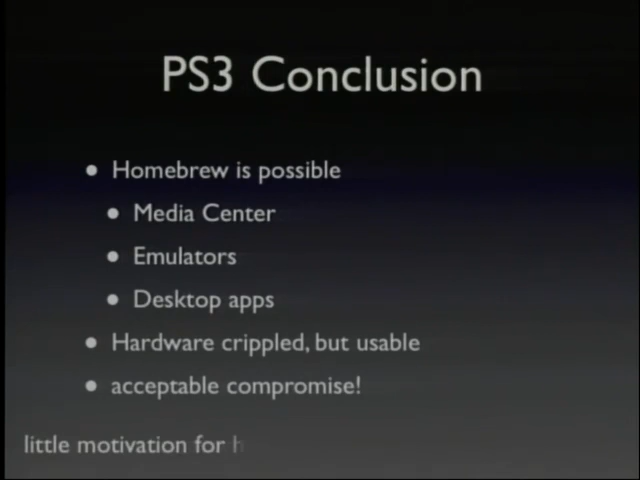 PS3 Conclusion
• Homebrew is possible
• Media Center
• Emulators
• Desktop apps
• Hardware crippled, but usable
• acceptable compromise!
little motivation for h